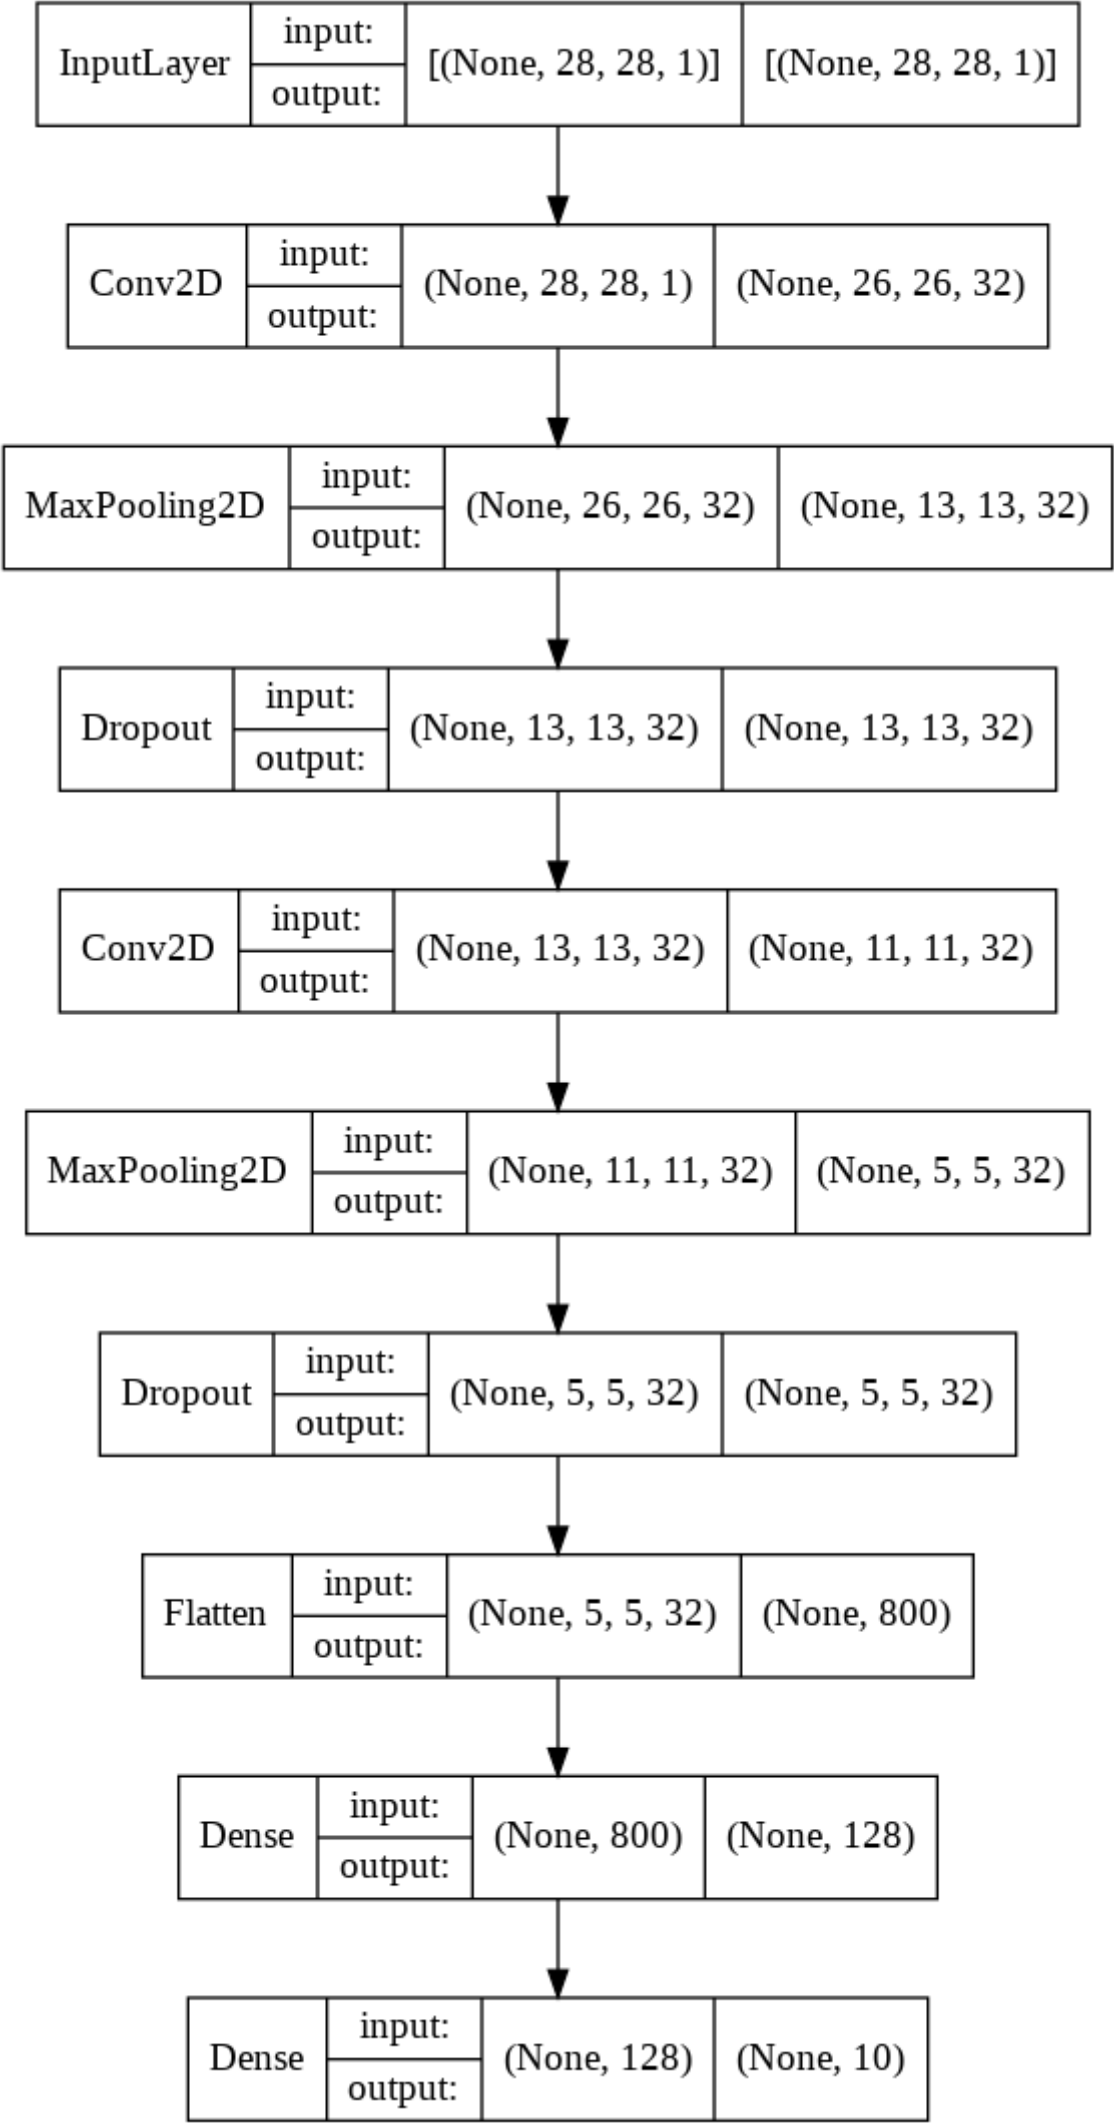 InputLayer
input:
output:
[(None, 28, 28, 1)]
[(None, 28, 28, 1)]
Conv2D
input:
output:
(None, 28, 28, 1)
(None, 26, 26, 32)
MaxPooling2D
input:
output:
(None, 26, 26, 32)
(None, 13, 13, 32)
Dropout
input:
output:
(None, 13, 13, 32)
(None, 13, 13, 32)
Conv2D
input:
output:
(None, 13, 13, 32)
(None, 11, 11, 32)
MaxPooling2D
input:
output:
(None, 11, 11, 32)
(None, 5, 5, 32)
Dropout
input:
output:
(None, 5, 5, 32)
(None, 5, 5, 32)
Flatten
input:
output:
(None, 5, 5, 32)
(None, 800)
Dense
input:
output:
(None, 800)
(None, 128)
Dense
input:
output:
(None, 128)
(None, 10)